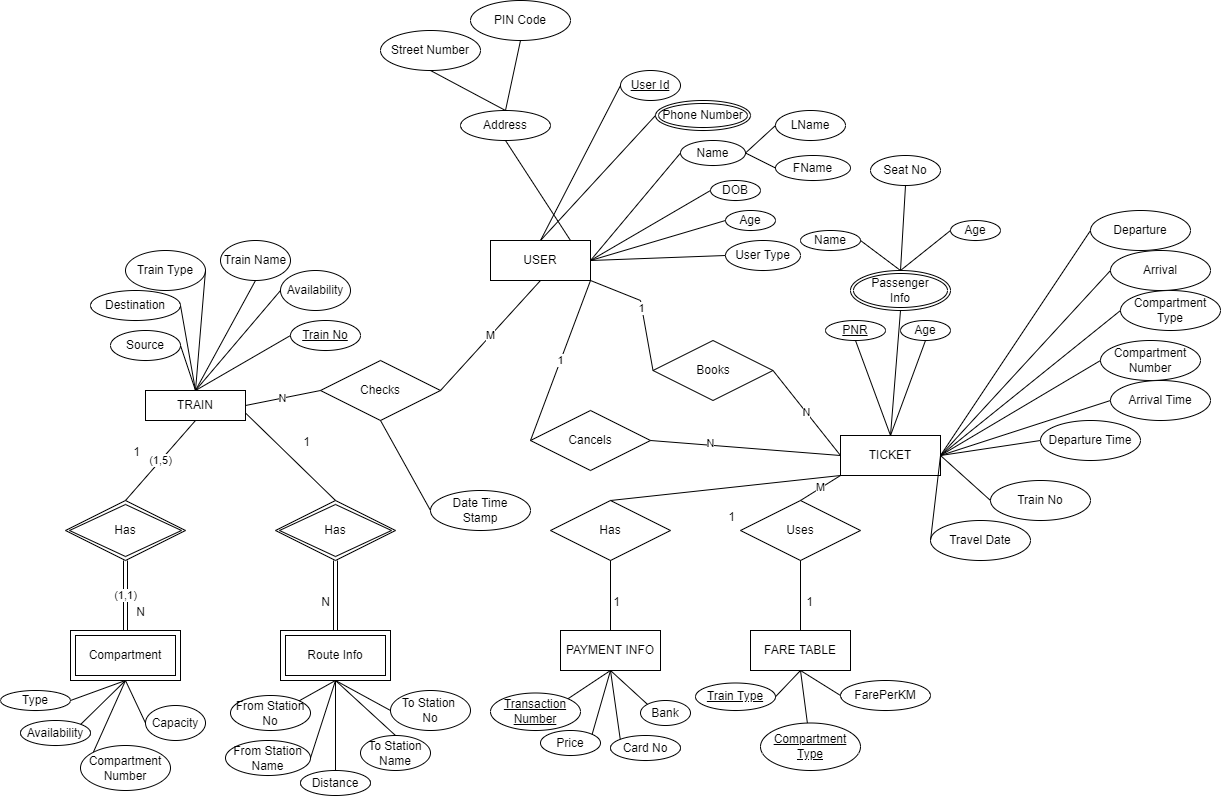 PIN Code
Street Number
User Id
Phone Number
Address
LName
Name
FName
Seat No
DOB
Age
User Type
USER
Name
Age
Departure
Train Type
Train Name
Arrival
Destination
Availability
Passenger
Info
Compartment
Type
1
Source
Train No
M
PNR
Age
Compartment
Number
1
Books
Checks
N
TRAIN
N
Arrival Time
Cancels
N
Departure Time
1
(1,5)
1
TICKET
M
Date Time
Stamp
Train No
1
Has
Has
Has
Uses
Travel Date
(1,1)
N
N
1
1
Compartment
Route Info
PAYMENT INFO
FARE TABLE
Type
Availability
Capacity
Compartment
Number
From Station
No
To Station
No
From Station
Name
To Station
Name
Distance
Transaction
Number
Bank
Price
Card No
Train Type
FarePerKM
Compartment
Type